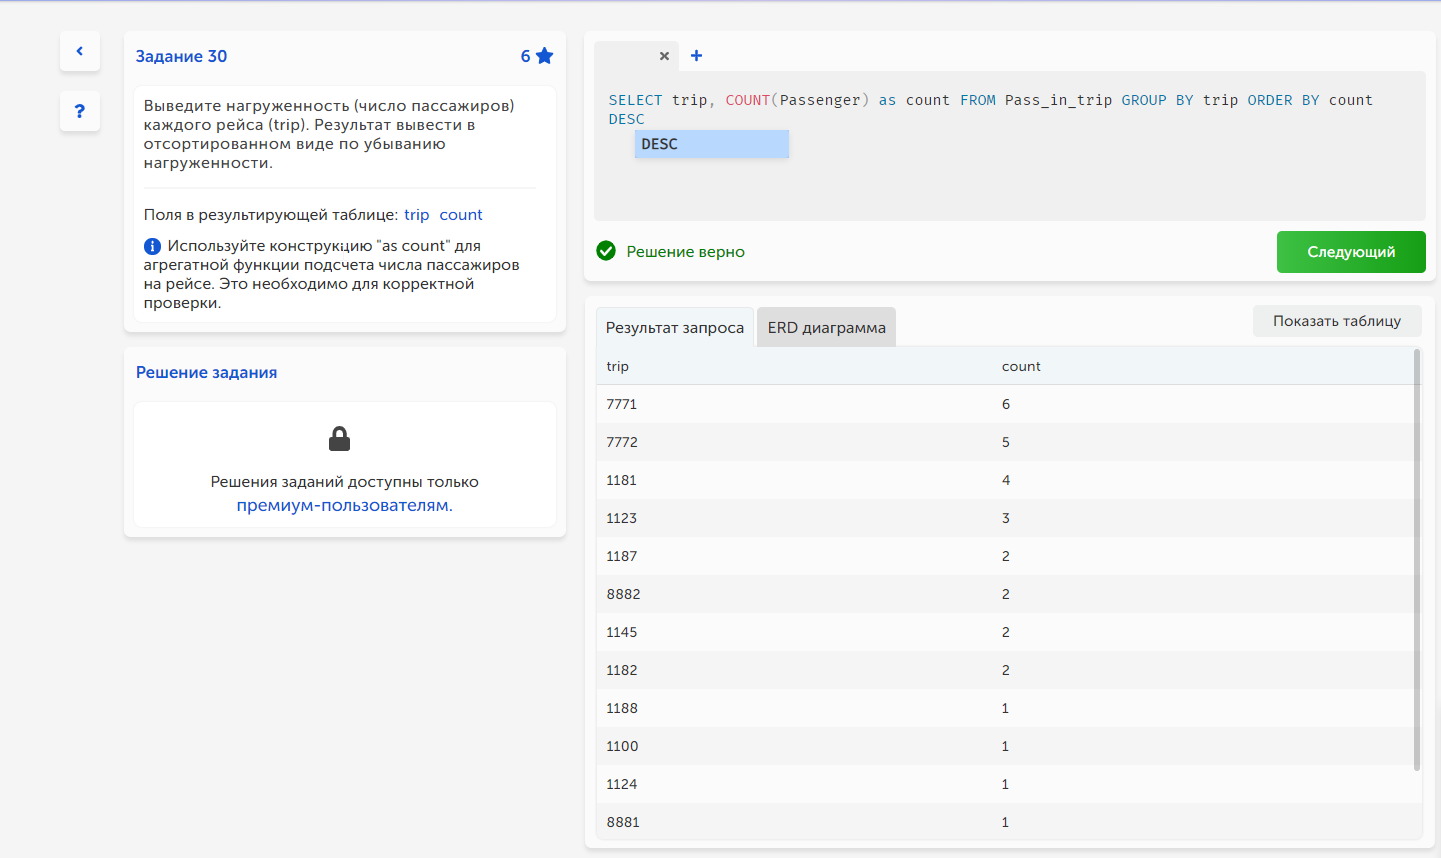 Задание 30
6
Выведите нагруженность (число пассажиров)
каждого рейса (trip). Результат вывести в
отсортированном виде по убыванию
нагруженности.
Поля в результирующей таблице: trip count
Используйте конструкцию "as count" для
агрегатной функции подсчета числа пассажиров
на рейсе. Это необходимо для корректной
проверки.
Решение задания
Решения заданий доступны только
премиум-пользователям.
SELECT trip, COUNT(Passenger) as count FROM Pass_in_trip GROUP BY trip ORDER BY count
DESC
DESC
Решение верно
Следующий
Результат запроса
ERD диаграмма
Показать таблицу
trip count
7771 6
7772 5
1181 4
1123 3
1187 2
8882 2
1145 2
1182 2
1188 1
1100 1
1124 1
8881 1